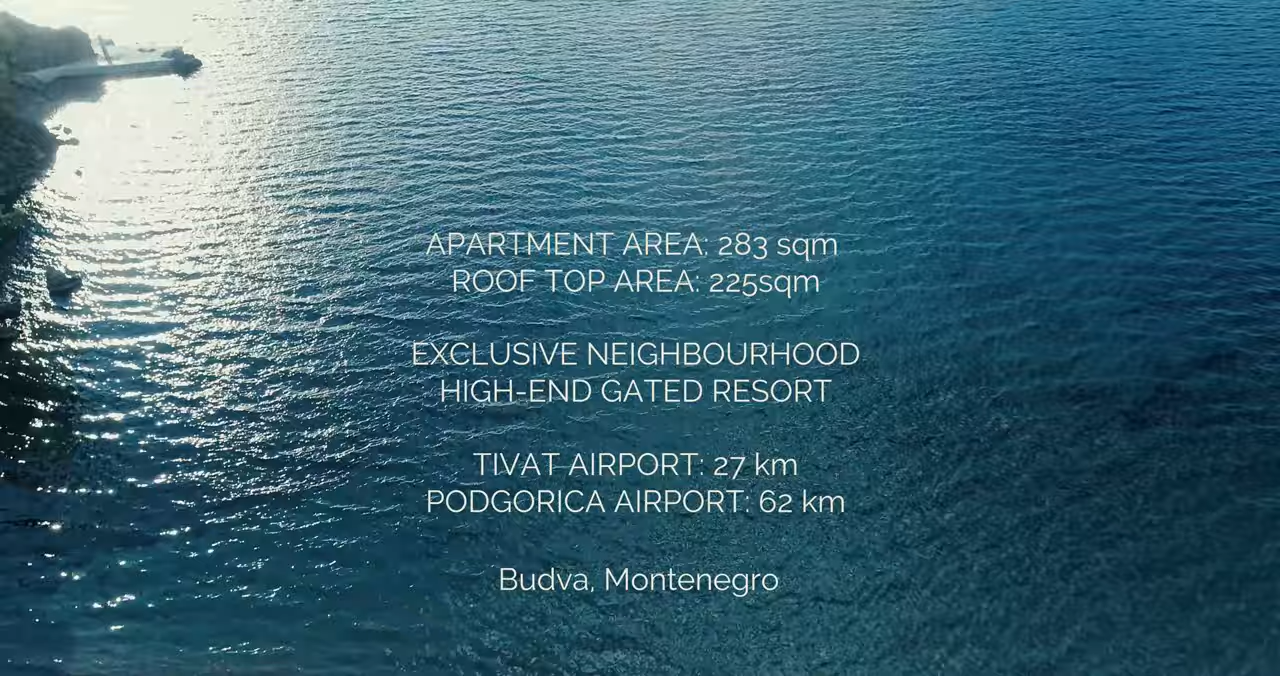 APARTMENT AREA: 283 sqm
ROOF TOP AREA: 225sqm
EXCLUSIVE NEIGHBOURHOOD
HIGH-END GATED RESORT
TIVAT AIRPORT: 27 km
PODGORICA AIRPORT: 62 km
Budva, Montenegro